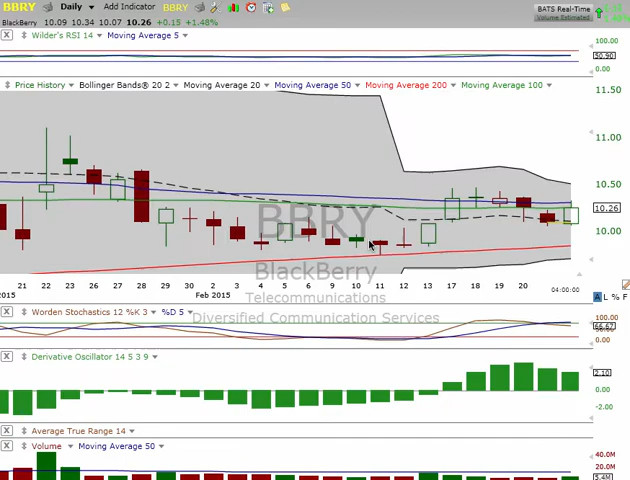 BBRY Daily Add Indicator BBRY BATS Real-Time
Volume Estimated
BlackBerry 10.09 10.34 10.07 10.26 +0.15 +1.48%
Wilder's RSI 14 Moving Average 5
100.00
50.90
0.00
Price History Bollinger Bands® 20 2 Moving Average 20 Moving Average 50 Moving Average 200 Moving Average 100
11.50
11.00
10.50
10.26
10.00
BBRY
BlackBerry
Telecommunications
Diversified Communication Services
21 22 23 26 27 28 29 30 2 3 4 5 6 9 10 11 12 13 17 18 19 20 04:00:00
2015 Feb 2015
A L % F
Worden Stochastics 12 %K 3 %D 5
100.00
66.67
0.00
Derivative Oscillator 14 5 3 9
2.10
0.00
-2.00
Average True Range 14
Volume Moving Average 50
40.0M
20.0M
5.4M